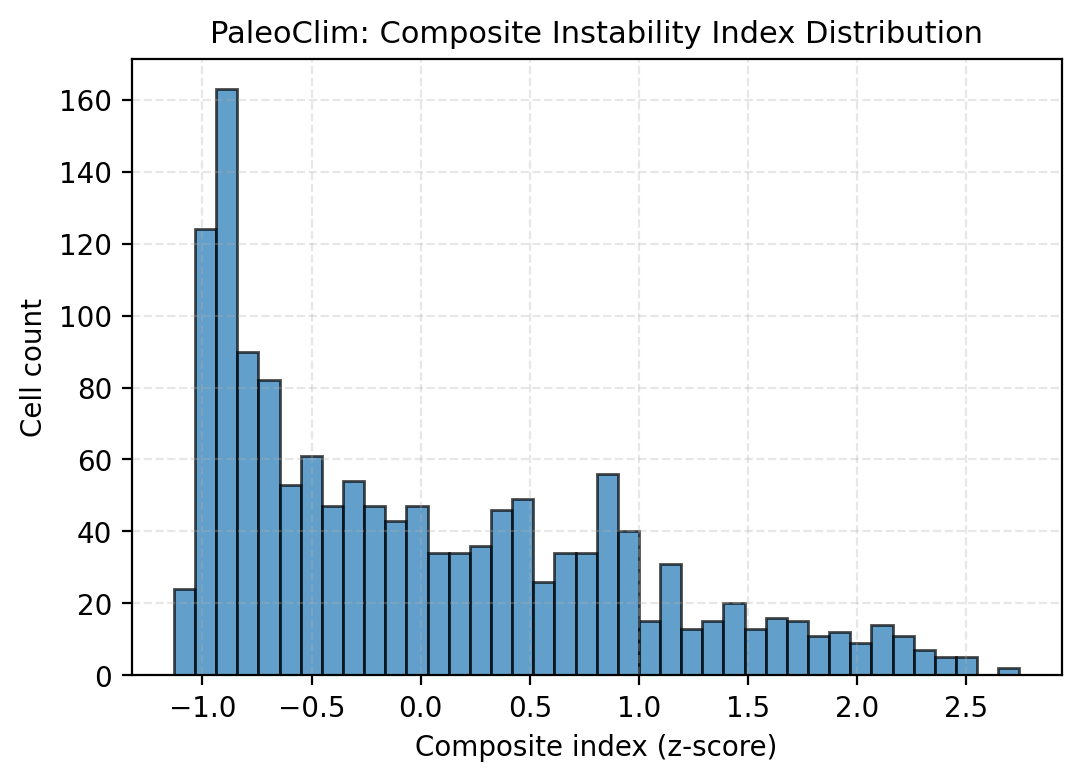 PaleoClim: Composite Instability Index Distribution
Cell count
160
140
120
100
80
60
40
20
0
−1.0 −0.5 0.0 0.5 1.0 1.5 2.0 2.5
Composite index (z-score)